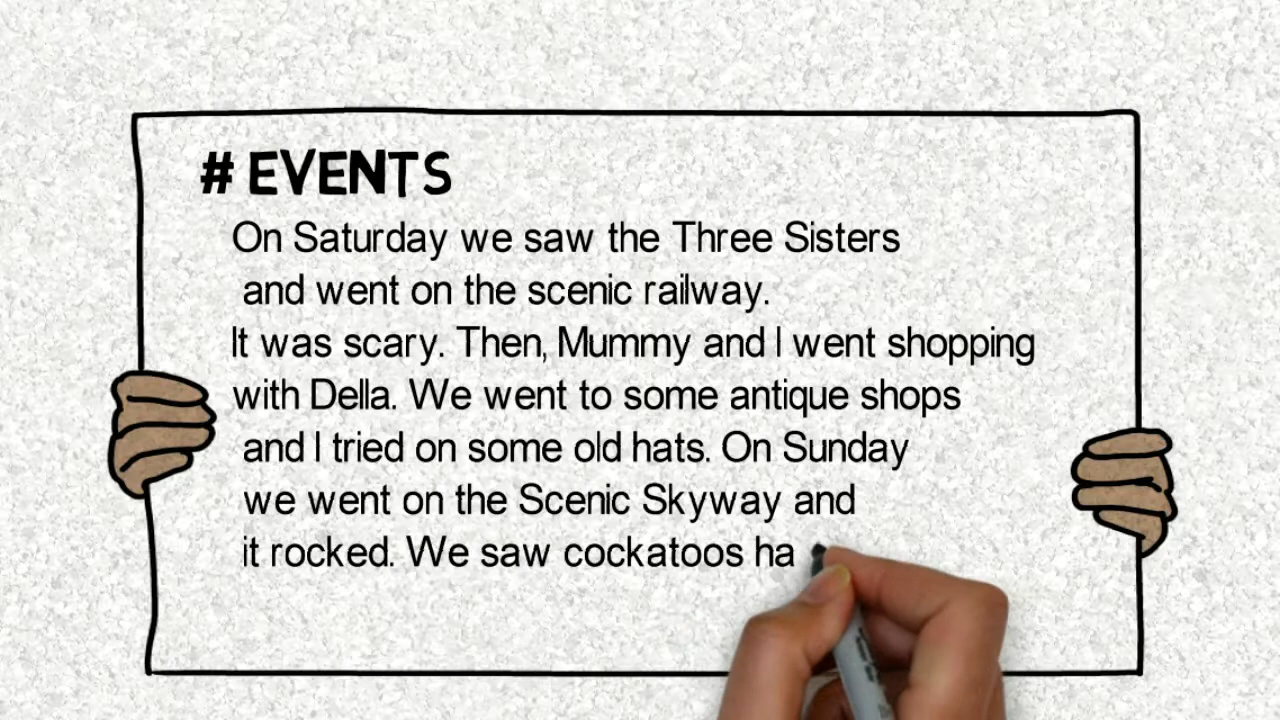 # EVENTS
On Saturday we saw the Three Sisters
and went on the scenic railway.
It was scary. Then, Mummy and I went shopping
with Della. We went to some antique shops
and I tried on some old hats. On Sunday
we went on the Scenic Skyway and
it rocked. We saw cockatoos ha